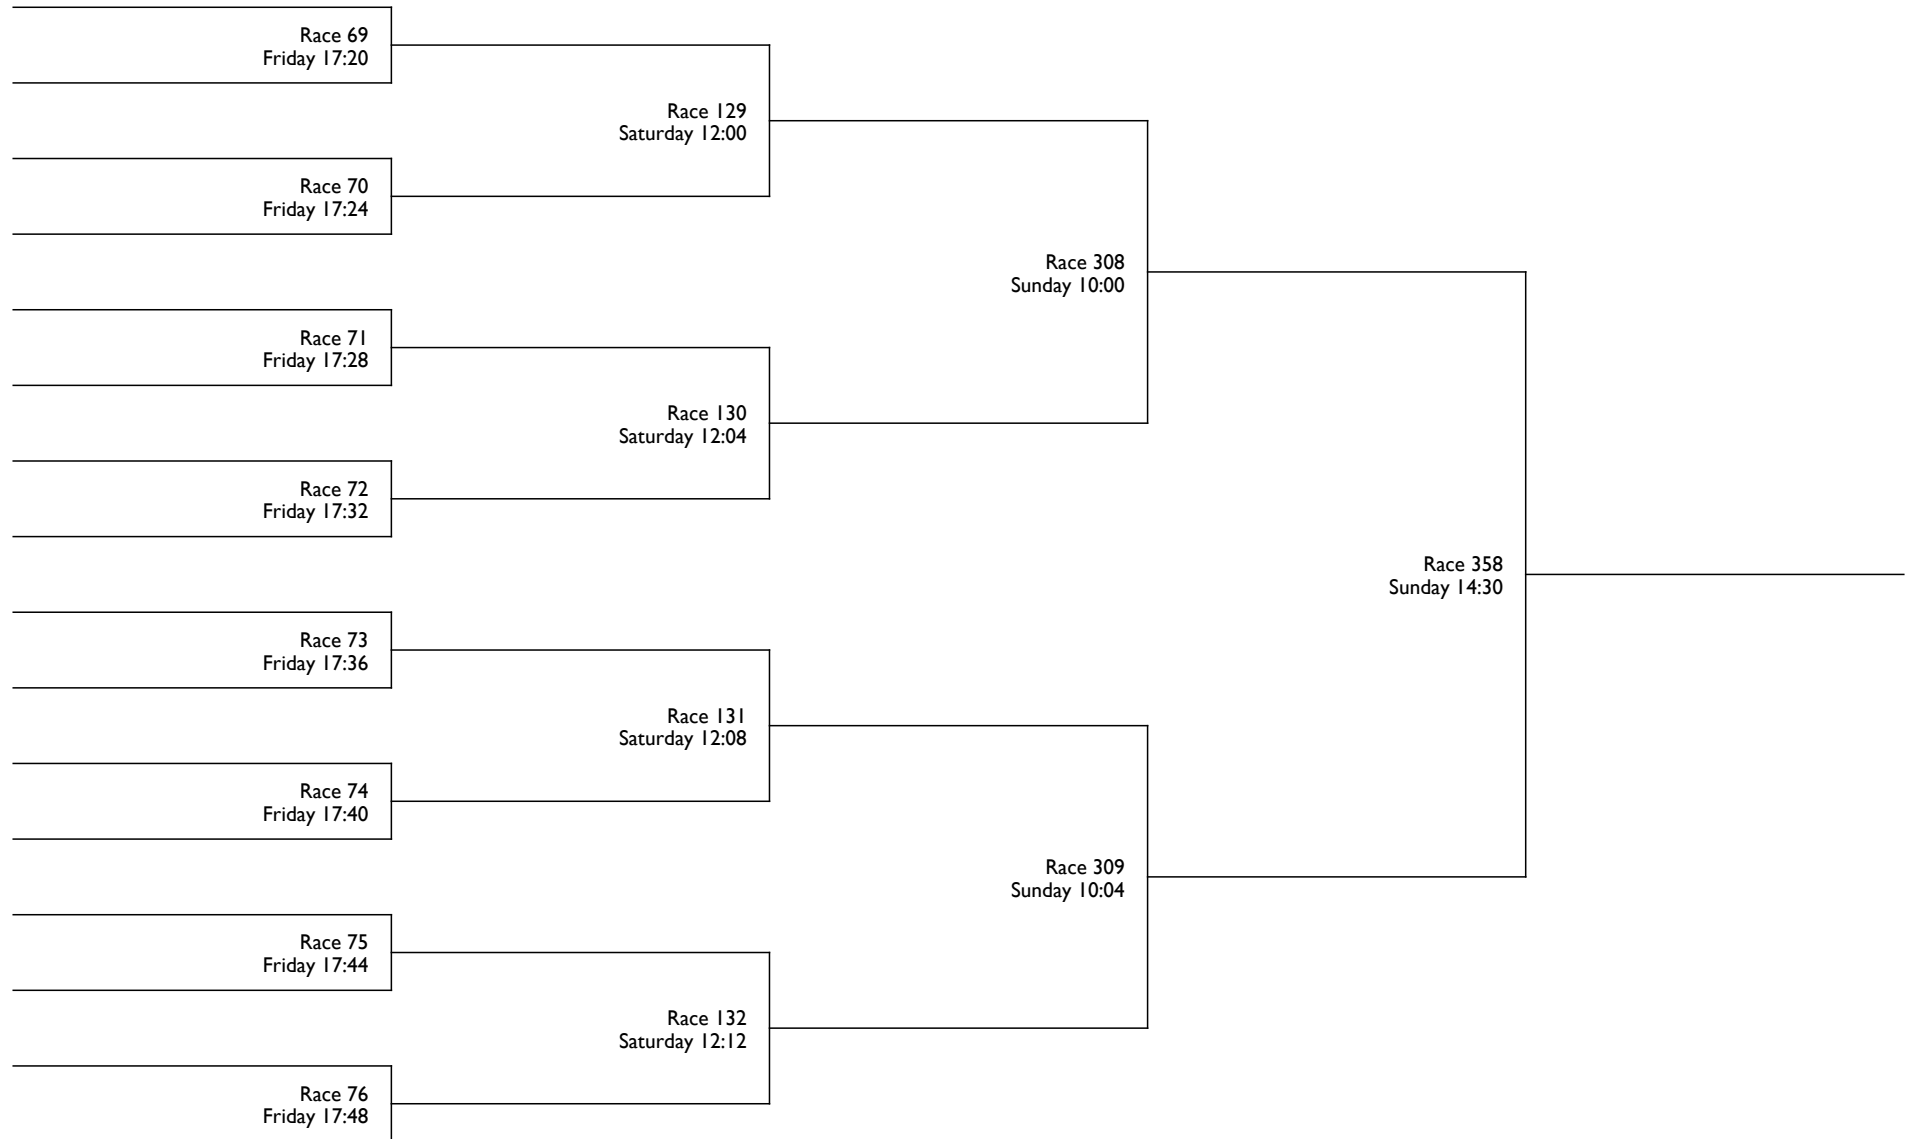 Race 69
Friday 17:20
Race 129
Saturday 12:00
Race 70
Friday 17:24
Race 308
Sunday 10:00
Race 71
Friday 17:28
Race 130
Saturday 12:04
Race 72
Friday 17:32
Race 358
Sunday 14:30
Race 73
Friday 17:36
Race 131
Saturday 12:08
Race 74
Friday 17:40
Race 309
Sunday 10:04
Race 75
Friday 17:44
Race 132
Saturday 12:12
Race 76
Friday 17:48